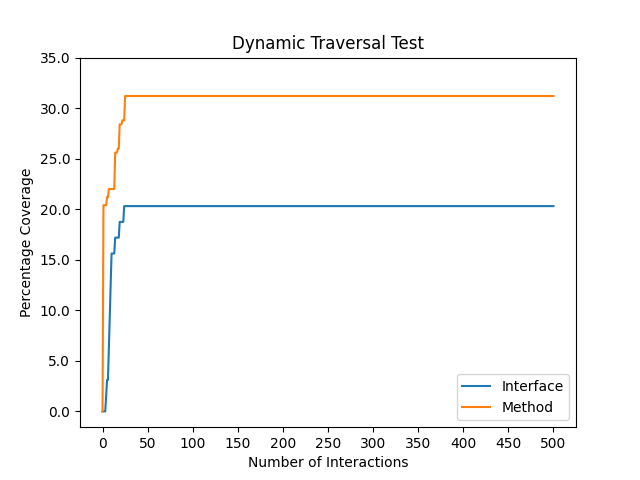 Dynamic Traversal Test
35.0
30.0
25.0
20.0
15.0
10.0
5.0
0.0
Percentage Coverage
Interface
Method
0 50 100 150 200 250 300 350 400 450 500
Number of Interactions